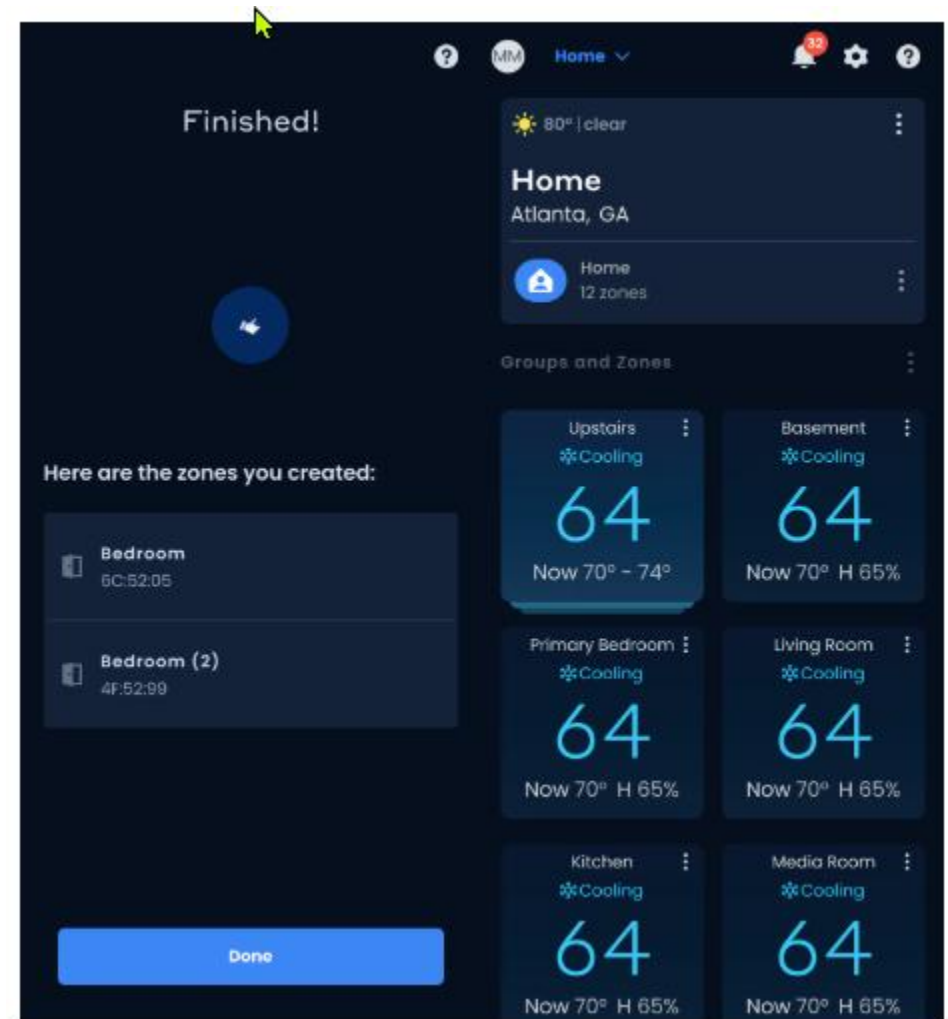 Finished!
Here are the zones you created:
Bedroom
6C:52:05
Bedroom (2)
4F:52:99
Done
MM Home 32
80° | clear
Home
Atlanta, GA
Home
12 zones
Groups and Zones
Upstairs
Cooling
64
Now 70° - 74°
Basement
Cooling
64
Now 70° H 65%
Primary Bedroom
Cooling
64
Now 70° H 65%
Living Room
Cooling
64
Now 70° H 65%
Kitchen
Cooling
64
Now 70° H 65%
Media Room
Cooling
64
Now 70° H 65%